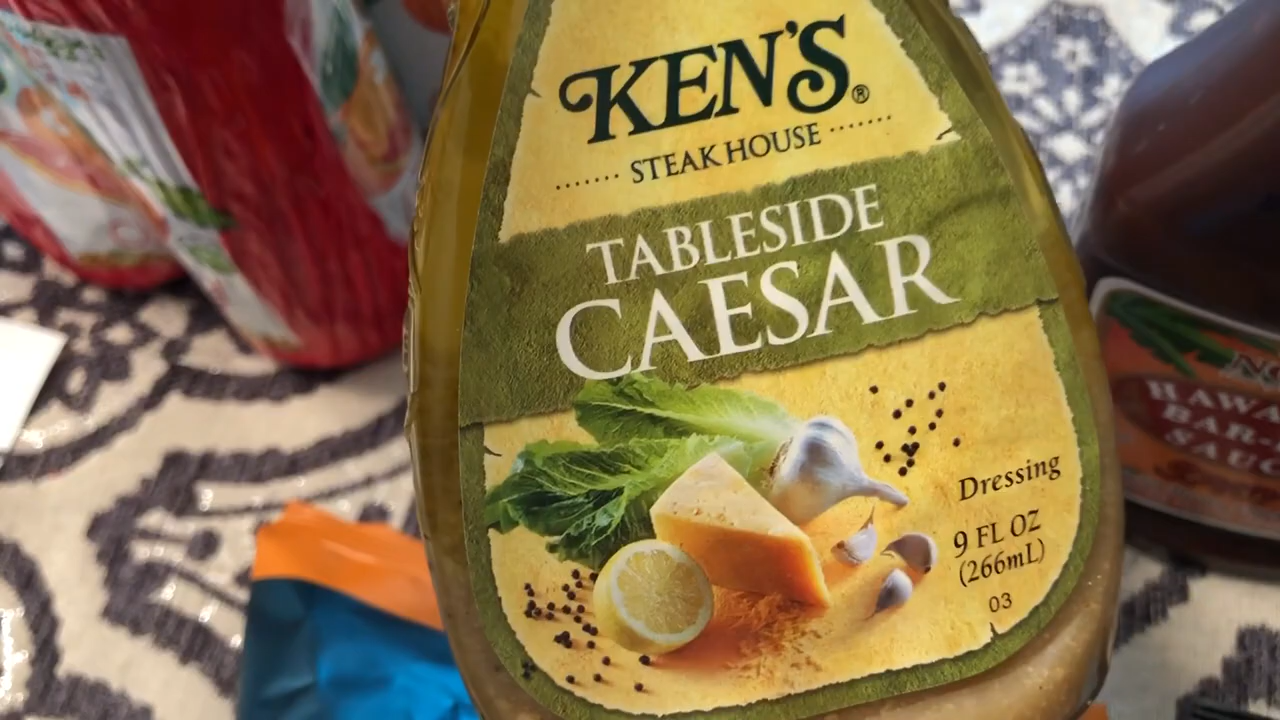 KEN'S®
STEAK HOUSE
TABLESIDE
CAESAR
Dressing
9 FL OZ
(266mL)
03